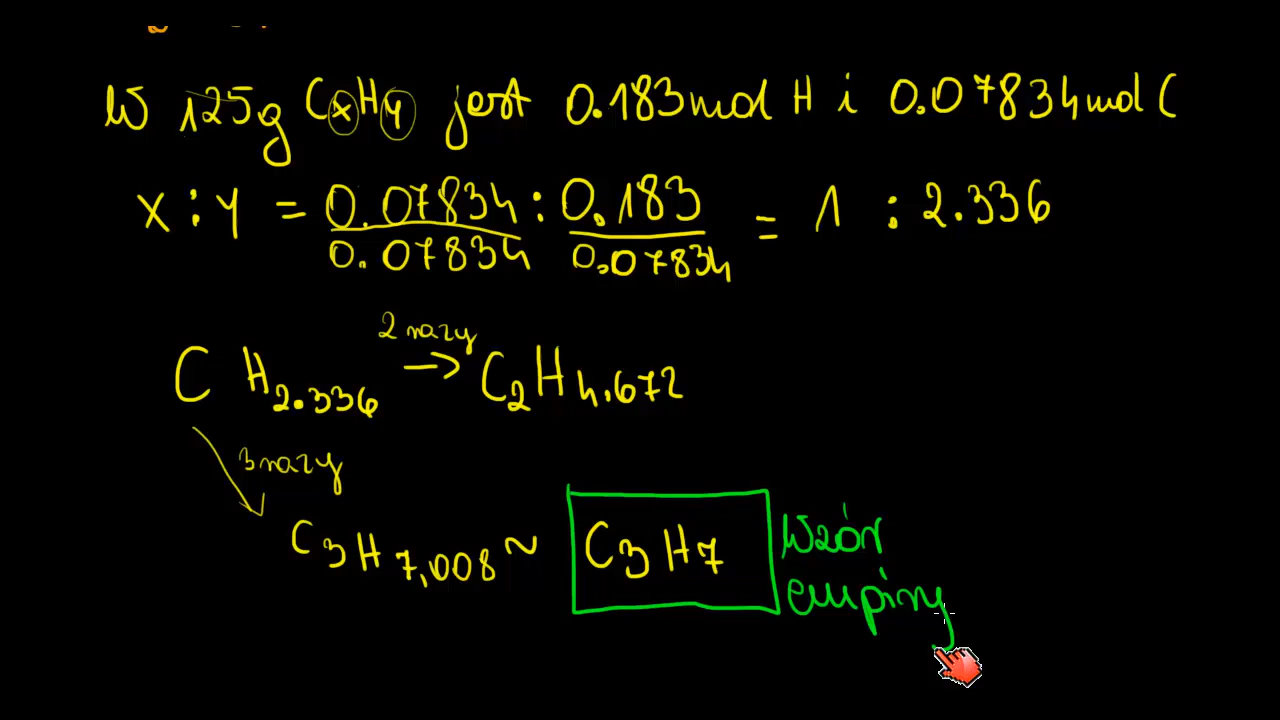 W 125g CxHy jest 0.183mol H i 0.07834mol C
x : y = 0.07834/0.07834 : 0.183/0.07834 = 1 : 2.336
2 razy
C H2.336 → C2H4.672
3 razy
C3H7,008 ~ C3H7
Wzór
empiry